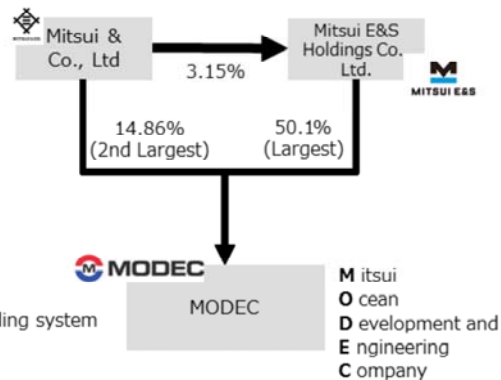 Mitsui &
Co., Ltd
3.15%
Mitsui E&S
Holdings Co.
Ltd.
MITSUI E&S
14.86%
(2nd Largest)
50.1%
(Largest)
MODEC
MODEC
ling system
M itsui
O cean
D evelopment and
E ngineering
C ompany